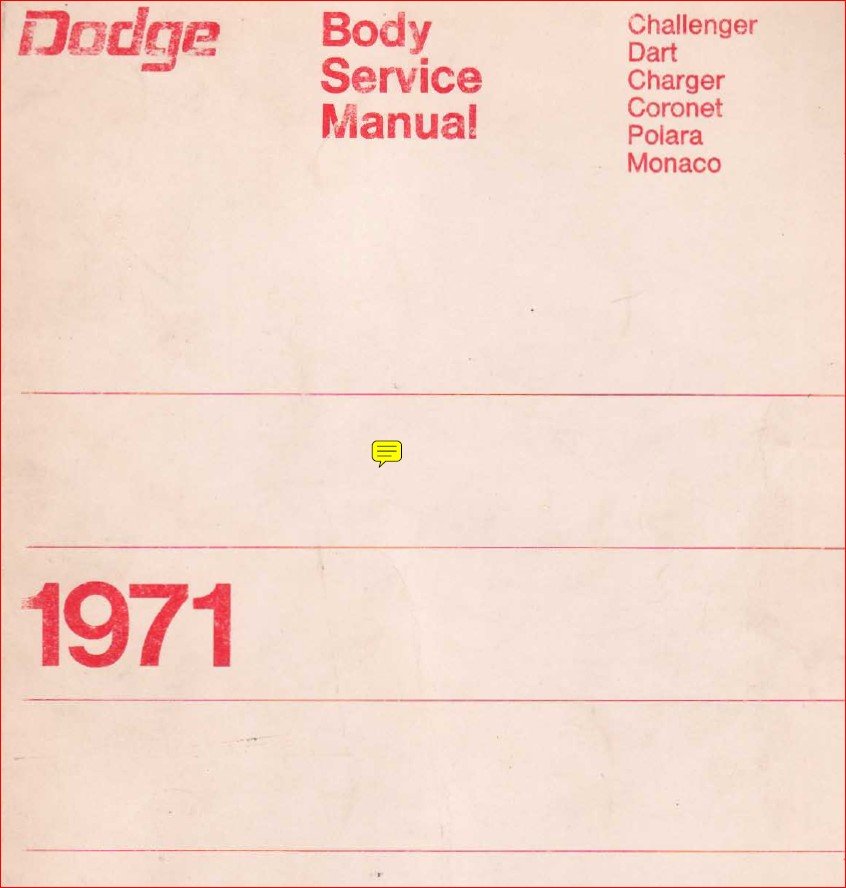 Dodge
Body
Service
Manual
Challenger
Dart
Charger
Coronet
Polara
Monaco
1971